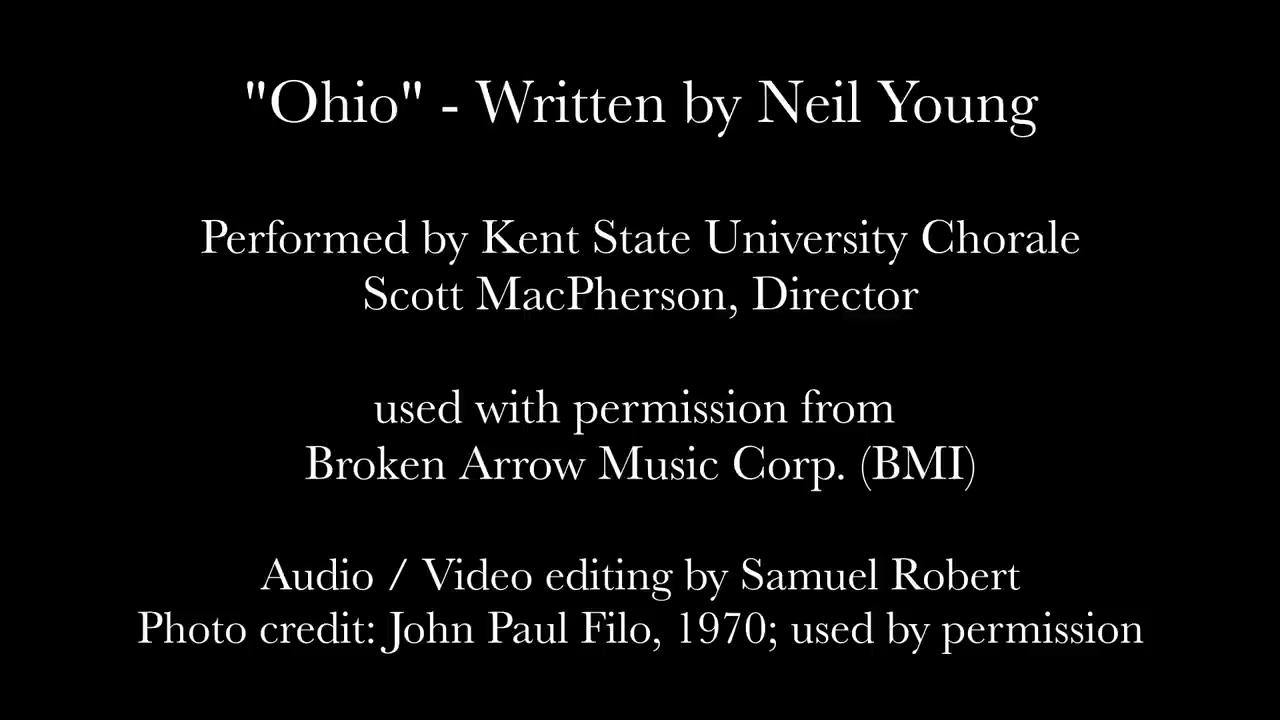 "Ohio" - Written by Neil Young
Performed by Kent State University Chorale
Scott MacPherson, Director
used with permission from
Broken Arrow Music Corp. (BMI)
Audio / Video editing by Samuel Robert
Photo credit: John Paul Filo, 1970; used by permission